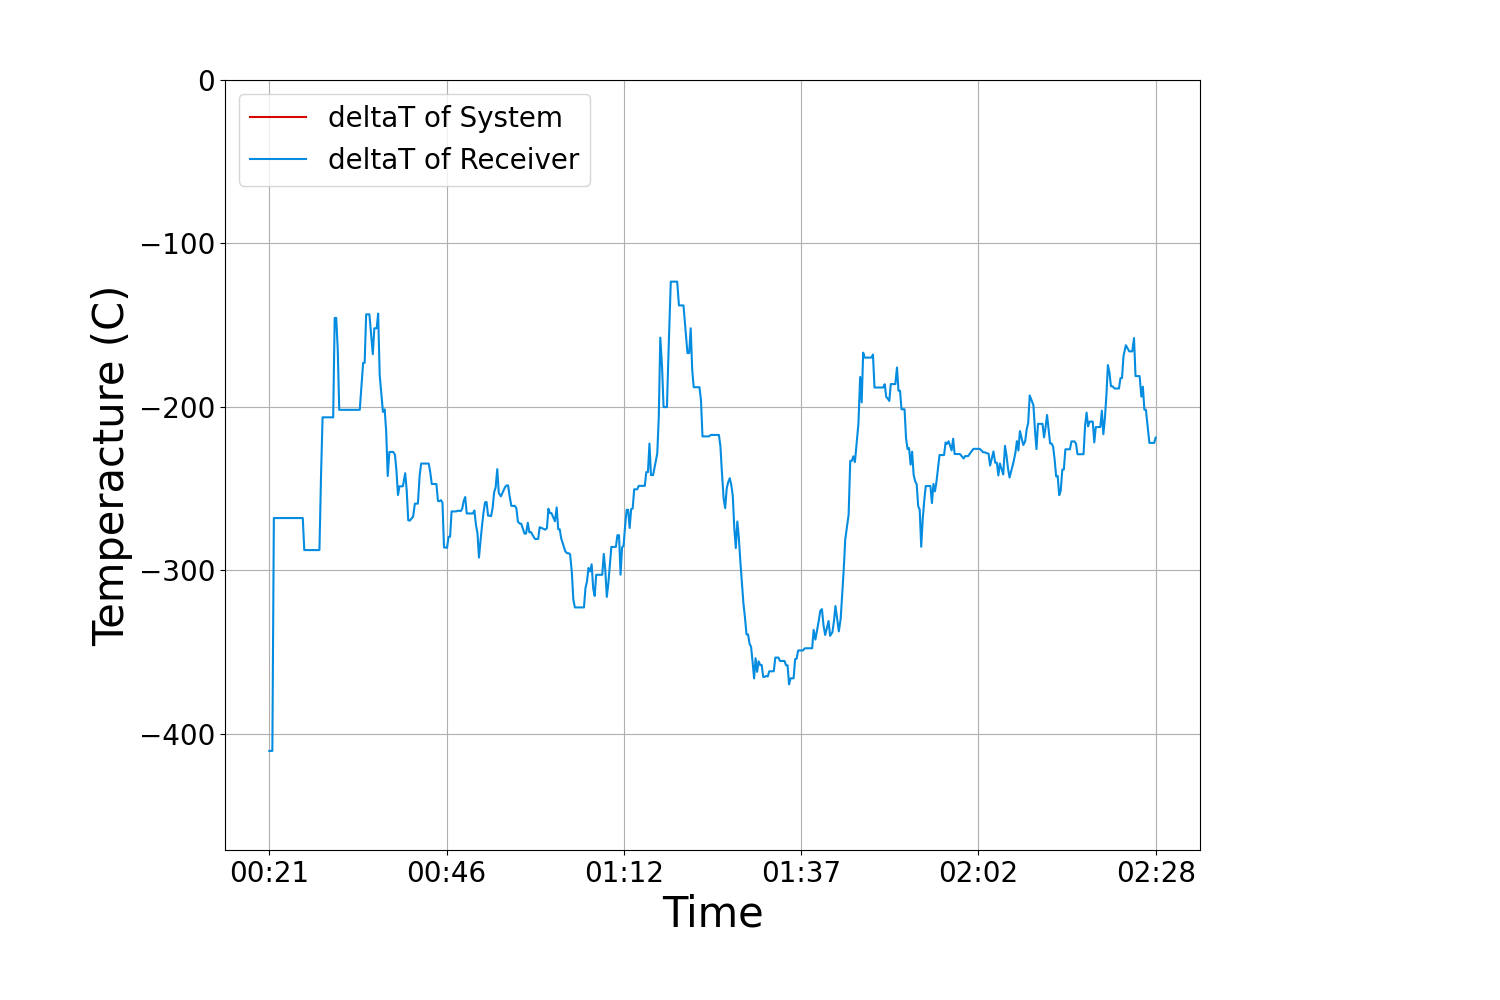 deltaT of System
deltaT of Receiver
0
−100
−200
−300
−400
Temperacture (C)
00:21 00:46 01:12 01:37 02:02 02:28
Time